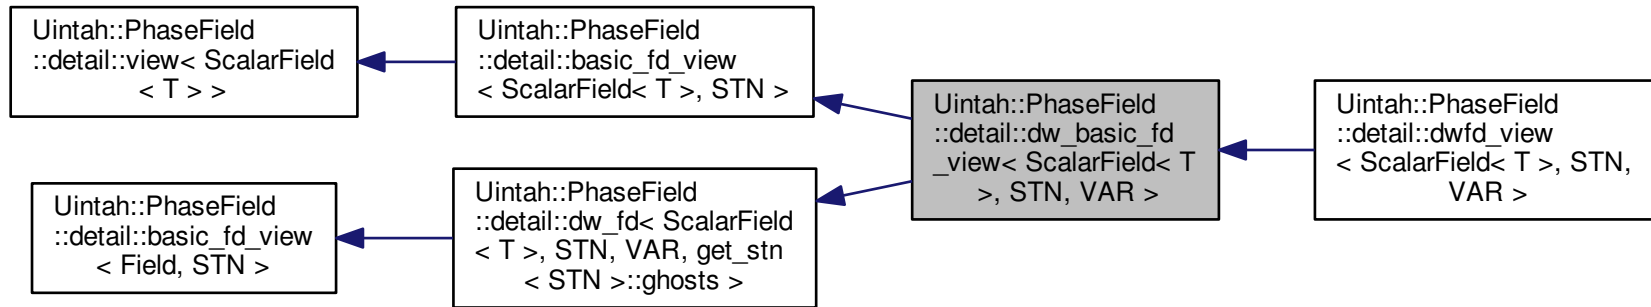 Uintah::PhaseField
::detail::view< ScalarField
< T > >
Uintah::PhaseField
::detail::basic_fd_view
< ScalarField< T >, STN >
Uintah::PhaseField
::detail::basic_fd_view
< Field, STN >
Uintah::PhaseField
::detail::dw_fd< ScalarField
< T >, STN, VAR, get_stn
< STN >::ghosts >
Uintah::PhaseField
::detail::dw_basic_fd
_view< ScalarField< T
>, STN, VAR >
Uintah::PhaseField
::detail::dwfd_view
< ScalarField< T >, STN,
VAR >